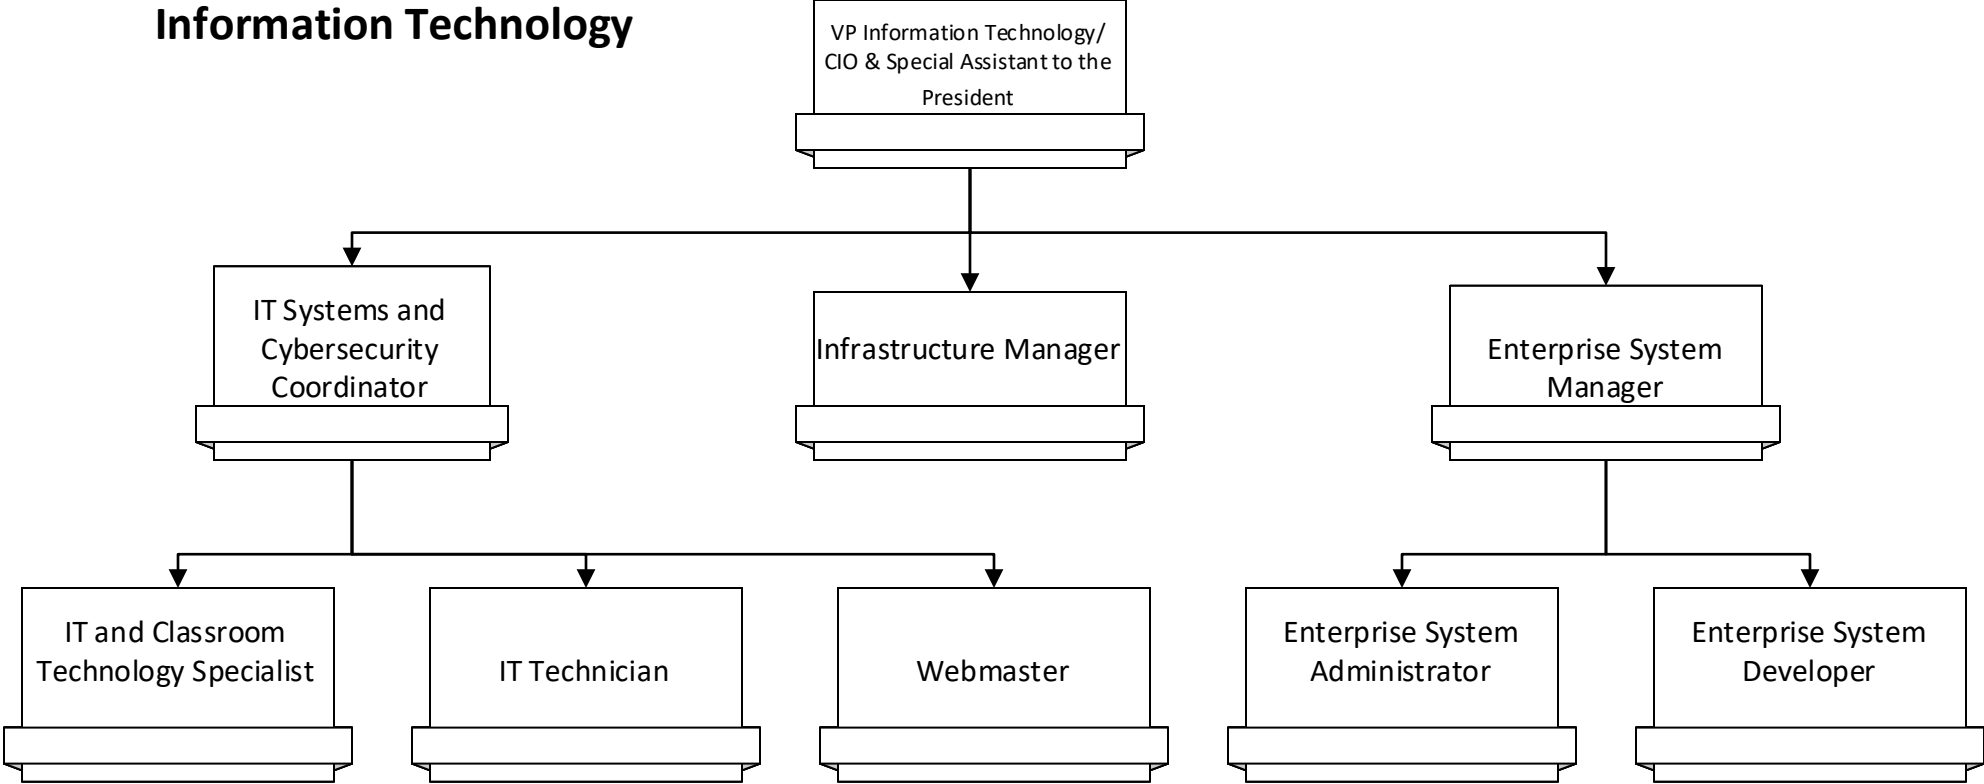 Information Technology
VP Information Technology/
CIO & Special Assistant to the
President
IT Systems and
Cybersecurity
Coordinator
Infrastructure Manager
Enterprise System
Manager
IT and Classroom
Technology Specialist
IT Technician
Webmaster
Enterprise System
Administrator
Enterprise System
Developer